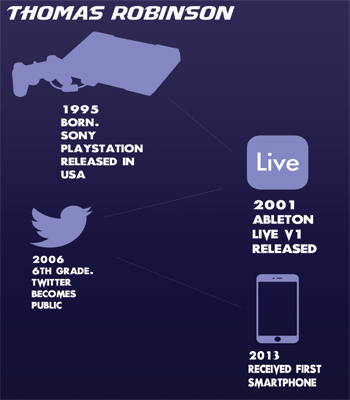 THOMAS ROBINSON
1995
BORN.
SONY
PLAYSTATION
RELEASED IN
USA
Live
2001
ABLETON
LIVE V1
RELEASED
2006
6TH GRADE.
TWITTER
BECOMES
PUBLIC
2013
RECEIVED FIRST
SMARTPHONE